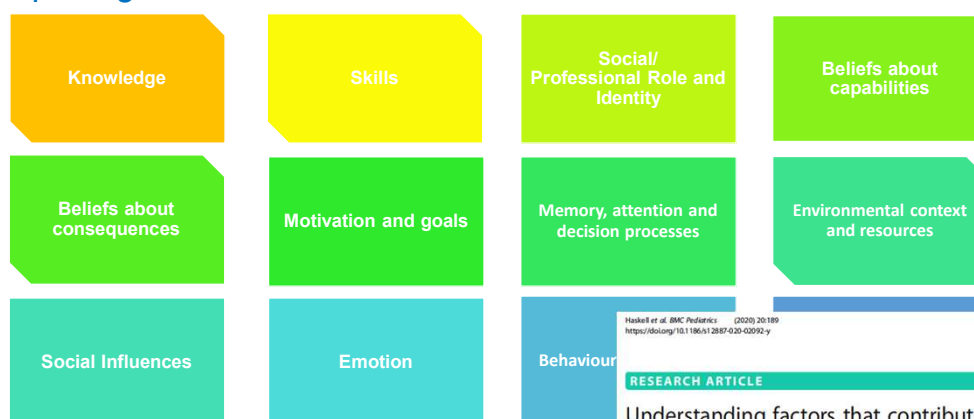 Knowledge
Skills
Social/
Professional Role and
Identity
Beliefs about
capabilities
Beliefs about
consequences
Motivation and goals
Memory, attention and
decision processes
Environmental context
and resources
Social Influences
Emotion
Behaviour
Haskell et al. BMC Pediatrics (2020) 20:189
https://doi.org/10.1186/s12887-020-02092-y
RESEARCH ARTICLE
Understanding factors that contribut